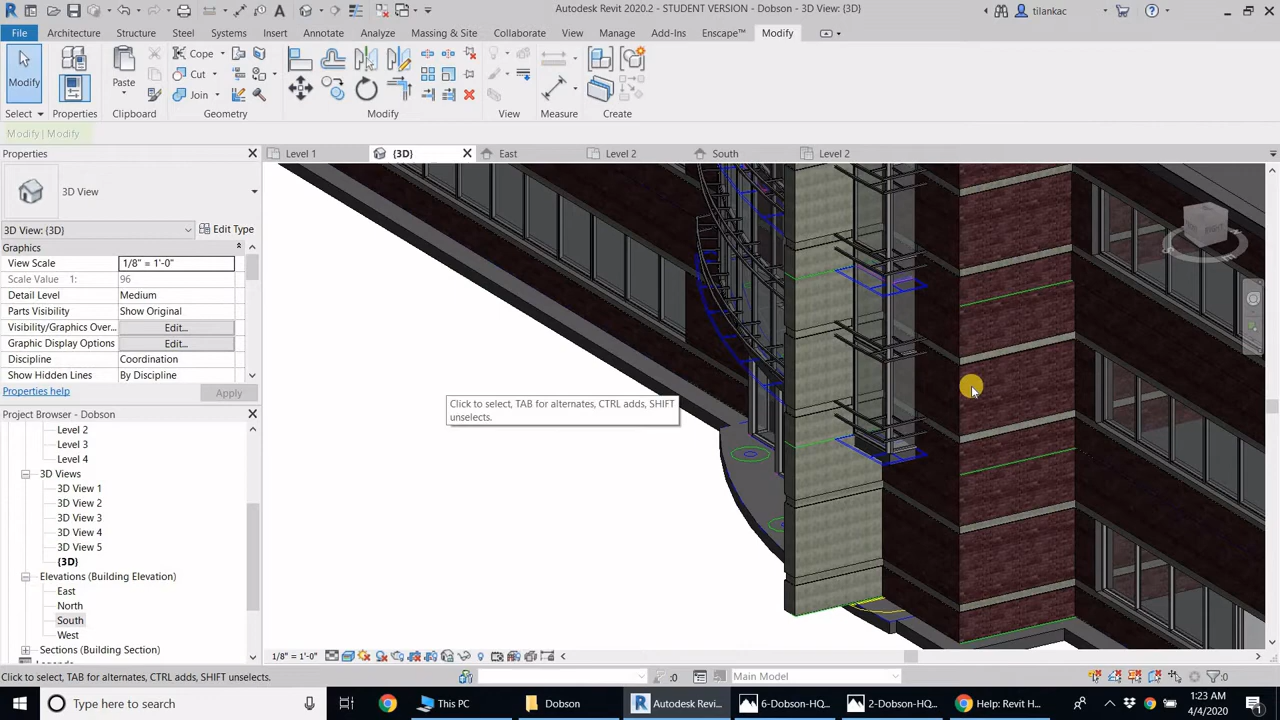 Autodesk Revit 2020.2 - STUDENT VERSION - Dobson - 3D View: {3D}
tilankac
File Architecture Structure Steel Systems Insert Annotate Analyze Massing & Site Collaborate View Manage Add-Ins Enscape™ Modify
Modify
Paste
Cope
Cut
Join
Select Properties Clipboard Geometry Modify View Measure Create
Modify | Modify
Properties
Level 1 {3D} East Level 2 South Level 2
3D View
3D View: {3D} Edit Type
Graphics
View Scale 1/8" = 1'-0"
Scale Value 1: 96
Detail Level Medium
Parts Visibility Show Original
Visibility/Graphics Over... Edit...
Graphic Display Options Edit...
Discipline Coordination
Show Hidden Lines By Discipline
Properties help Apply
Project Browser - Dobson
Level 2
Level 3
Level 4
3D Views
3D View 1
3D View 2
3D View 3
3D View 4
3D View 5
{3D}
Elevations (Building Elevation)
East
North
South
West
Sections (Building Section)
Click to select, TAB for alternates, CTRL adds, SHIFT
unselects.
1/8" = 1'-0"
Click to select, TAB for alternates, CTRL adds, SHIFT unselects. :0 Main Model :0
Type here to search
This PC
Dobson
Autodesk Revi...
6-Dobson-HQ...
2-Dobson-HQ...
Help: Revit H...
1:23 AM
4/4/2020